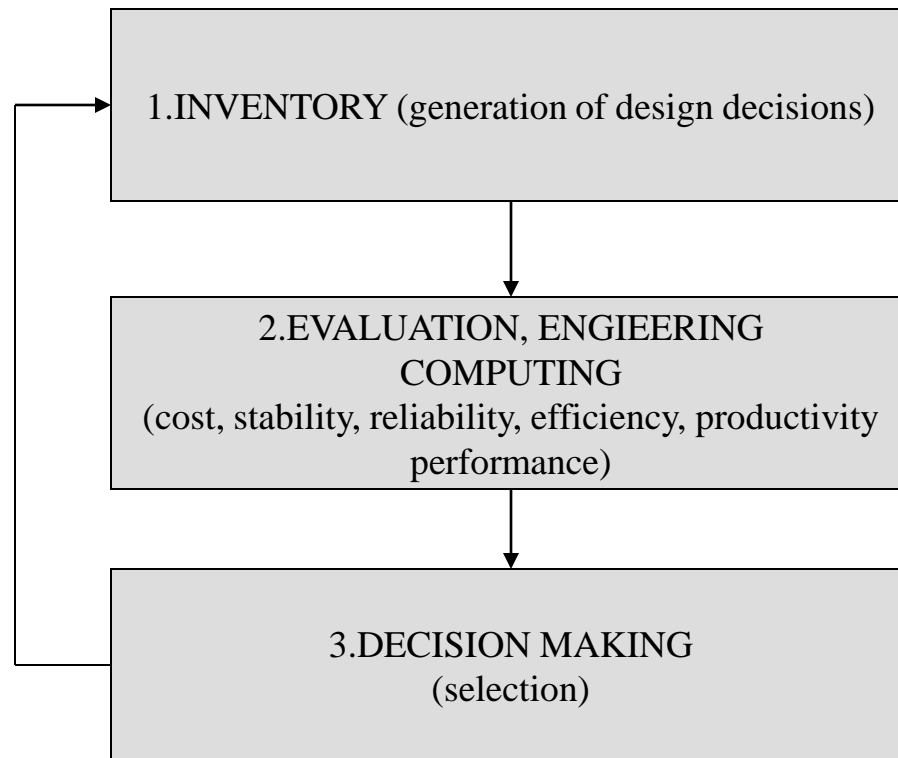 1.INVENTORY (generation of design decisions)
2.EVALUATION, ENGIEERING
COMPUTING
(cost, stability, reliability, efficiency, productivity
performance)
3.DECISION MAKING
(selection)